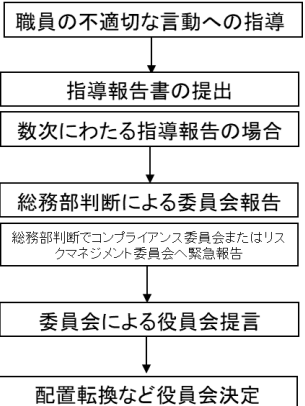 職員の不適切な言動への指導
指導報告書の提出
数次にわたる指導報告の場合
総務部判断による委員会報告
総務部判断でコンプライアンス委員会またはリス
クマネジメント委員会へ緊急報告
委員会による役員会提言
配置転換など役員会決定